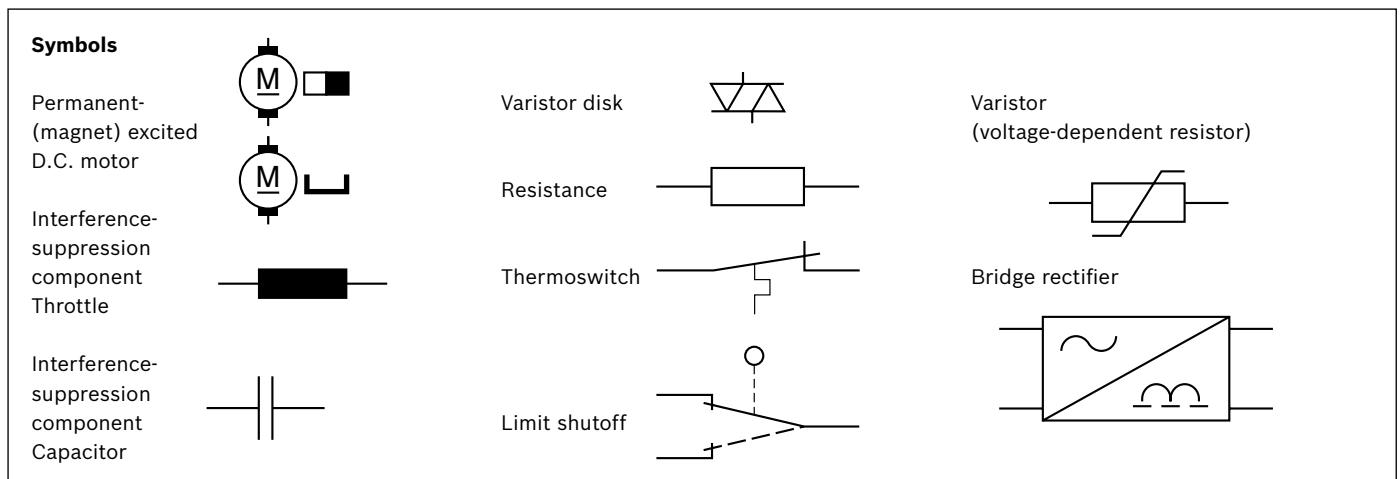 Symbols
Permanent-
(magnet) excited
D.C. motor
M
M
Interference-
suppression
component
Throttle
Interference-
suppression
component
Capacitor
Varistor disk
Resistance
Thermoswitch
Limit shutoff
Varistor
(voltage-dependent resistor)
Bridge rectifier